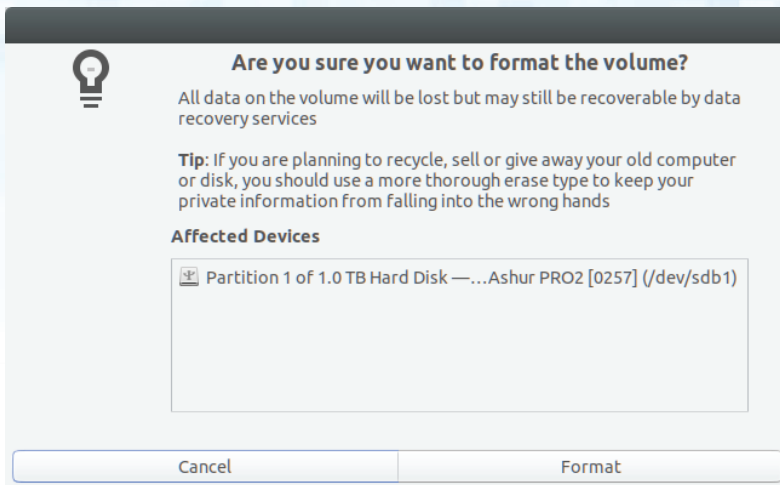 Are you sure you want to format the volume?
All data on the volume will be lost but may still be recoverable by data
recovery services
Tip: If you are planning to recycle, sell or give away your old computer
or disk, you should use a more thorough erase type to keep your
private information from falling into the wrong hands
Affected Devices
Partition 1 of 1.0 TB Hard Disk —…Ashur PRO2 [0257] (/dev/sdb1)
Cancel
Format